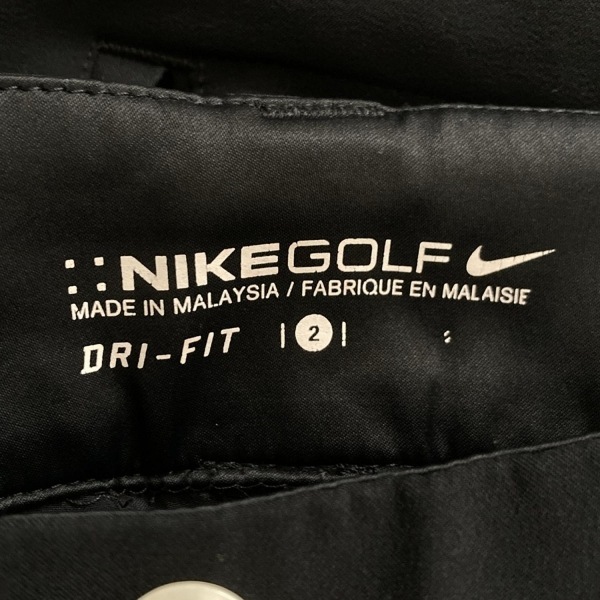 NIKEGOLF
MADE IN MALAYSIA / FABRIQUE EN MALAISIE
DRI-FIT | 2 |